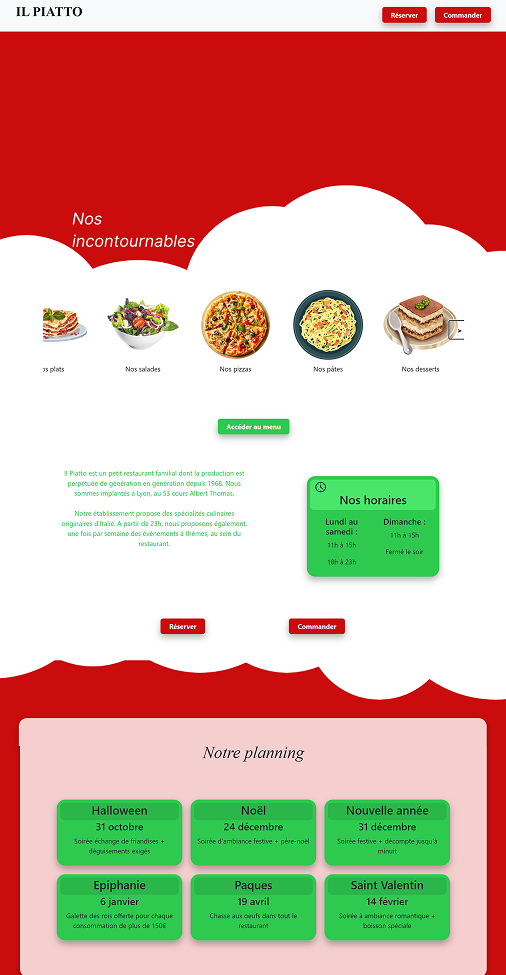 IL PIATTO
Réserver
Commander
Nos
incontournables
os plats
Nos salades
Nos pizzas
Nos pâtes
Nos desserts
Accéder au menu
Il Piatto est un petit restaurant familial dont la production est
perpétuée de génération en génération depuis 1968. Nous
sommes implantés à Lyon, au 53 cours Albert Thomas.
Notre établissement propose des spécialités culinaires
originaires d'Italie. A partir de 23h, nous proposons également,
une fois par semaine des événements à thèmes, au sein du
restaurant.
Nos horaires
Lundi au
samedi :
11h à 15h
18h à 23h
Dimanche :
11h à 15h
Fermé le soir
Réserver
Commander
Notre planning
Halloween
31 octobre
Soirée échange de friandises +
déguisements exigés
Noël
24 décembre
Soirée d'ambiance festive + père-noël
Nouvelle année
31 décembre
Soirée festive + décompte jusqu'à
minuit
Epiphanie
6 janvier
Galette des rois offerte pour chaque
consommation de plus de 150€
Paques
19 avril
Chasse aux oeufs dans tout le
restaurant
Saint Valentin
14 février
Soirée à ambiance romantique +
boisson spéciale